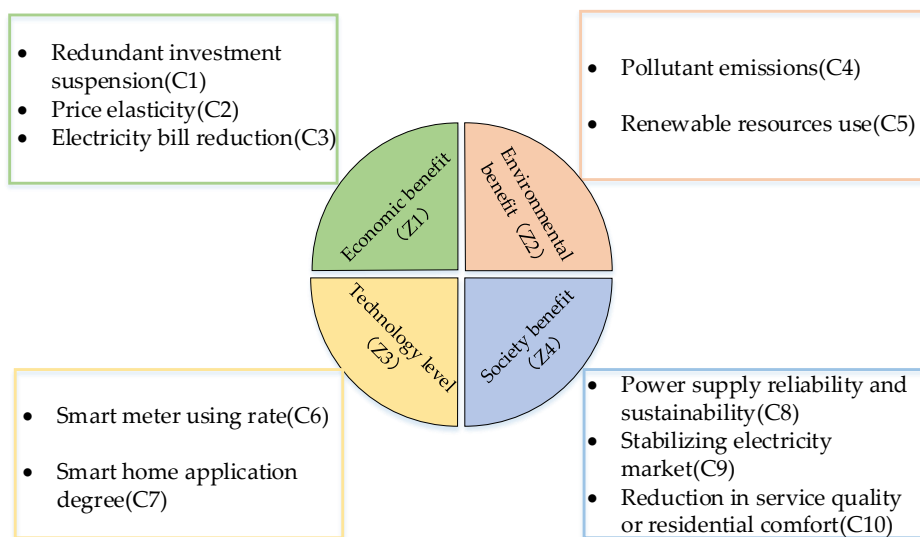 • Redundant investment
suspension(C1)
• Price elasticity(C2)
• Electricity bill reduction(C3)
• Pollutant emissions(C4)
• Renewable resources use(C5)
Economic benefit
(Z1)
Environmental
benefit（Z2）
Technology level
(Z3)
Society benefit
(Z4)
• Smart meter using rate(C6)
• Smart home application
degree(C7)
• Power supply reliability and
sustainability(C8)
• Stabilizing electricity
market(C9)
• Reduction in service quality
or residential comfort(C10)